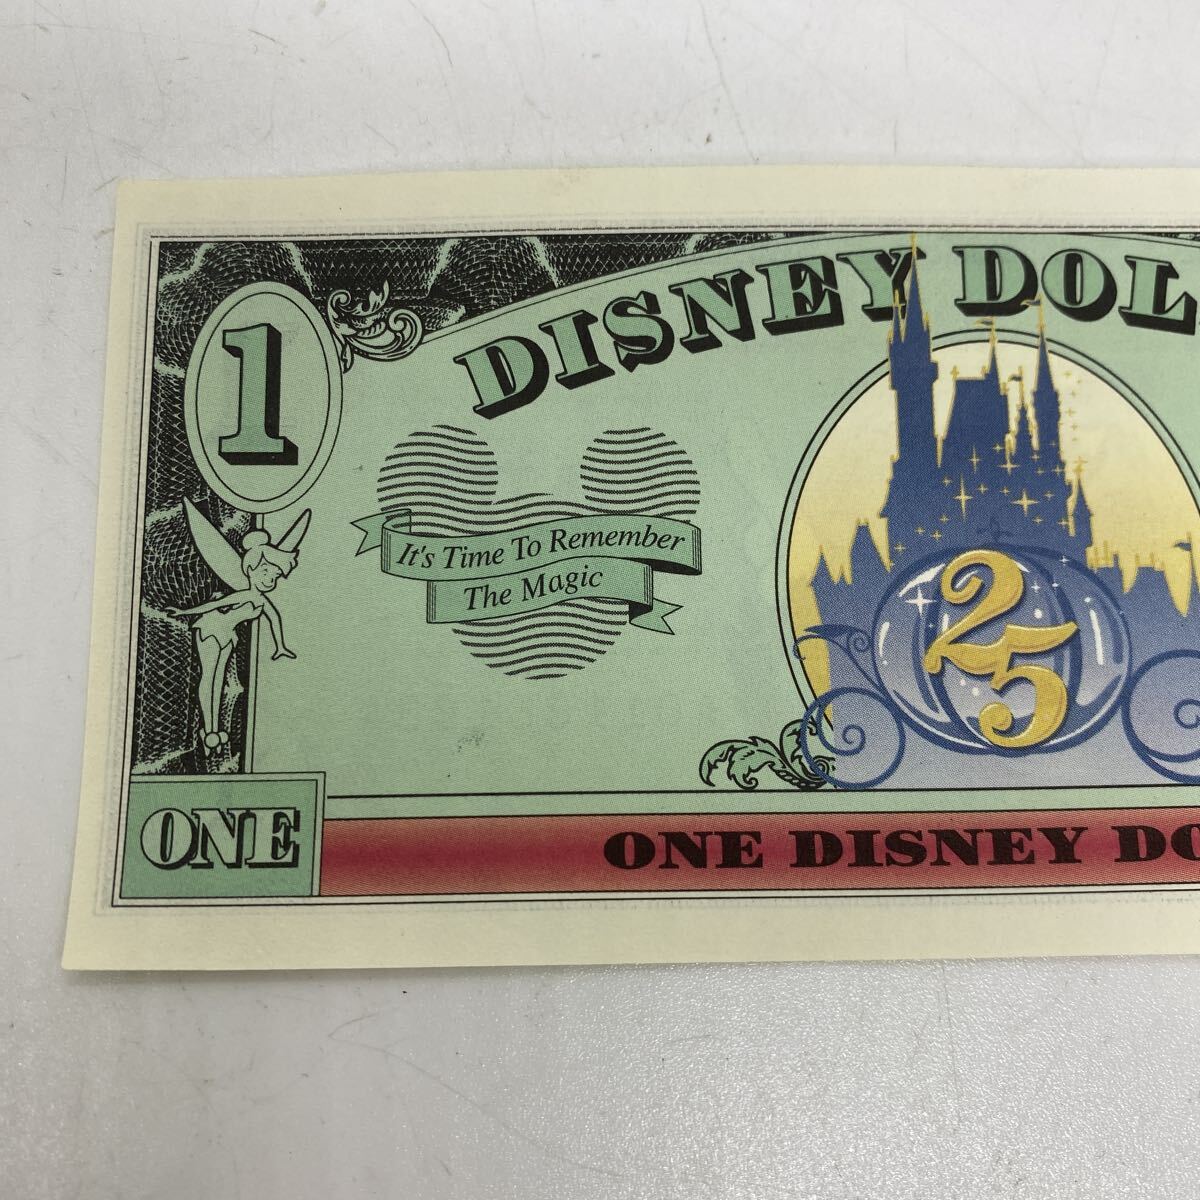 1
DISNEY DOL
It's Time To Remember
The Magic
25
ONE
ONE DISNEY DO